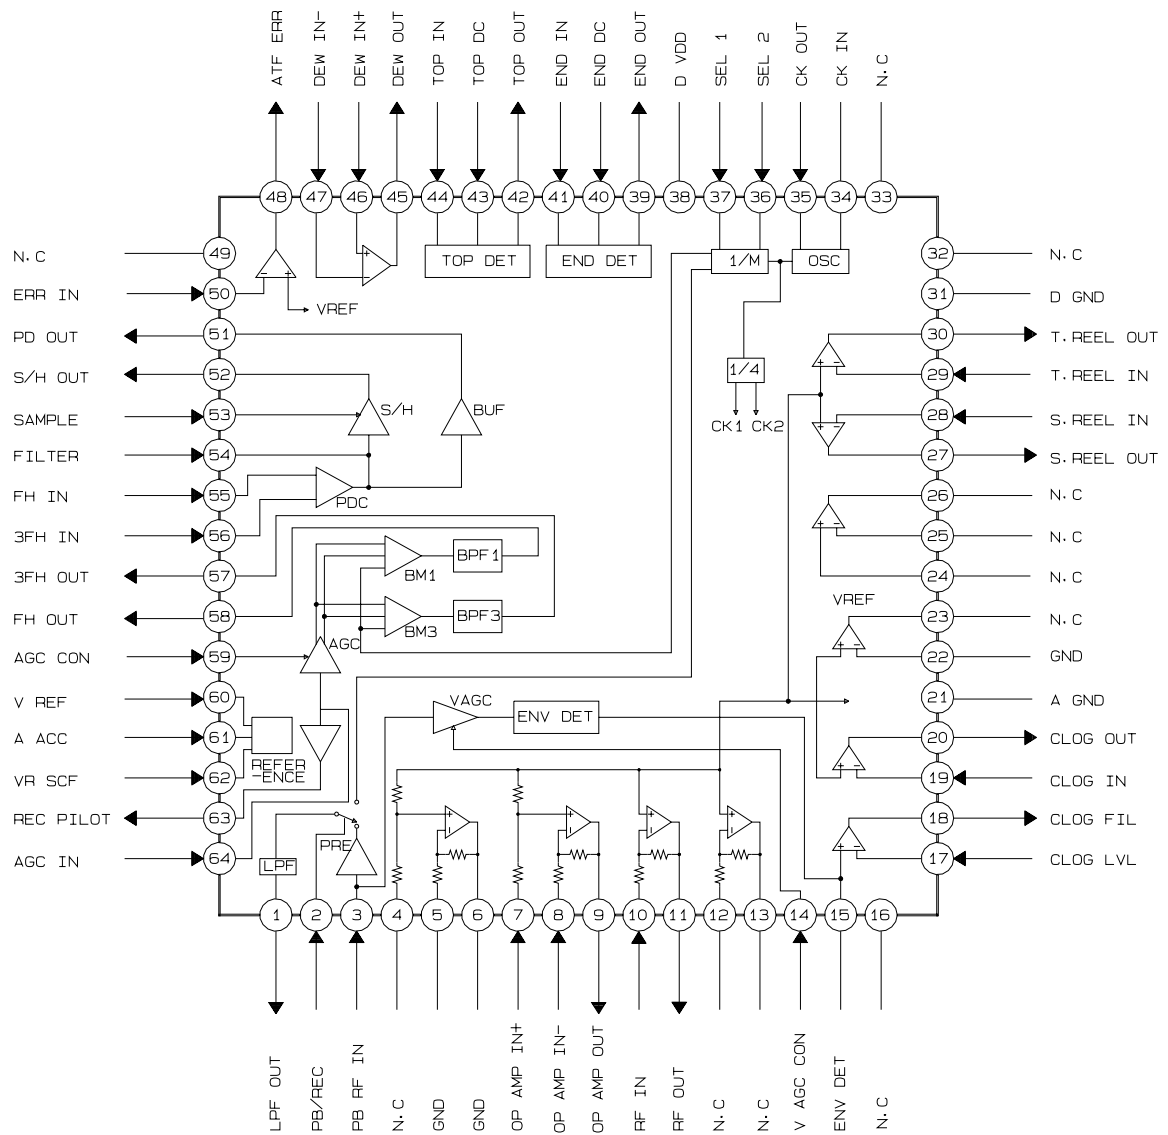 ATF ERR
DEW IN-
DEW IN+
DEW OUT
TOP IN
TOP DC
TOP OUT
END IN
END DC
END OUT
D VDD
SEL 1
SEL 2
CK OUT
CK IN
N.C
48
47
46
45
44
43
42
41
40
39
38
37
36
35
34
33
N.C
49
- +
+
-
TOP DET
END DET
1/M
OSC
32
N.C
ERR IN
50
VREF
31
D GND
PD OUT
51
30
T.REEL OUT
S/H OUT
52
1/4
+ -
29
T.REEL IN
SAMPLE
53
S/H
BUF
CK1 CK2
+ -
28
S.REEL IN
FILTER
54
27
S.REEL OUT
FH IN
55
PDC
26
N.C
3FH IN
56
+ -
25
N.C
BPF1
BM1
3FH OUT
57
24
N.C
VREF
FH OUT
58
BPF3
BM3
23
N.C
AGC CON
59
AGC
+ -
22
GND
V REF
60
VAGC
21
A GND
A ACC
61
ENV DET
20
CLOG OUT
REFER
-ENCE
VR SCF
62
+ -
19
CLOG IN
REC PILOT
63
+
-
+
-
+
-
+
-
18
CLOG FIL
PRE
+ -
AGC IN
64
LPF
17
CLOG LVL
1
2
3
4
5
6
7
8
9
10
11
12
13
14
15
16
LPF OUT
PB/REC
PB RF IN
N.C
GND
GND
OP AMP IN+
OP AMP IN-
OP AMP OUT
RF IN
RF OUT
N.C
N.C
V AGC CON
ENV DET
N.C